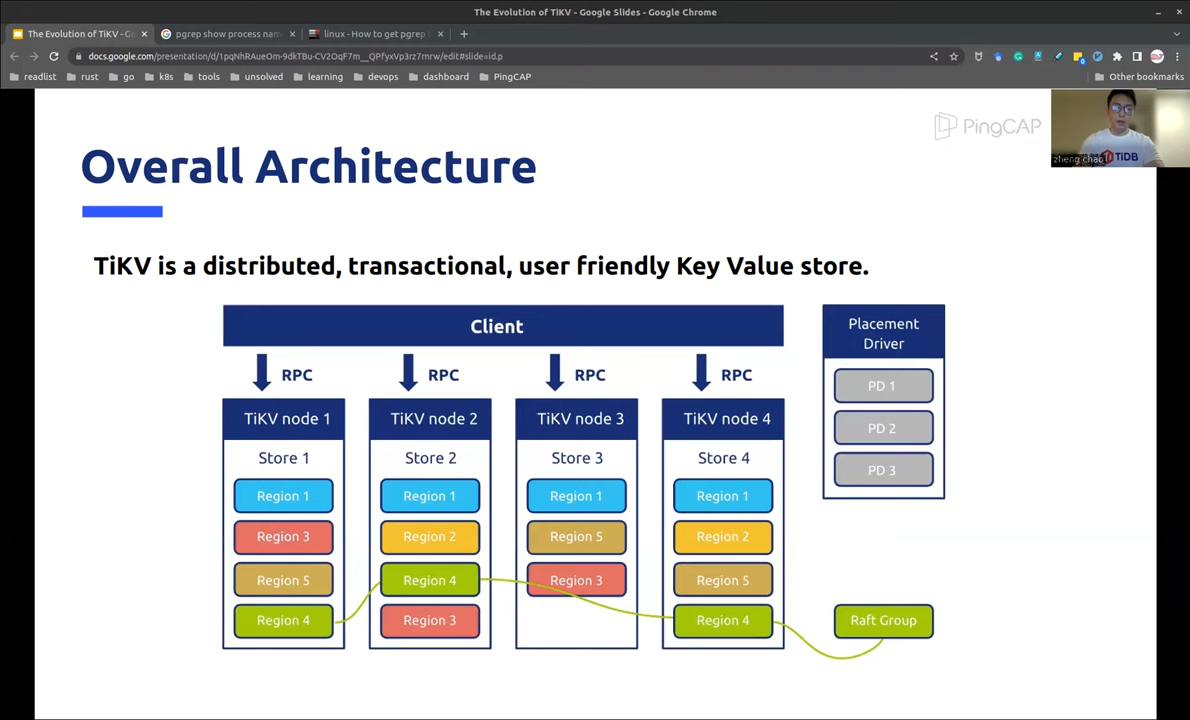 The Evolution of TiKV - Google Slides - Google Chrome
The Evolution of TiKV - Go
pgrep show process nam
linux - How to get pgrep t
docs.google.com/presentation/d/1pqNhRAueOm-9dkTBu-CV2OqF7m__QPfyxVp3rz7mrw/edit#slide=id.p
readlist rust go k8s tools unsolved learning devops dashboard PingCAP Other bookmarks
PingCAP
TiDB
zheng chao
Overall Architecture
TiKV is a distributed, transactional, user friendly Key Value store.
Client
RPC RPC RPC RPC
Placement
Driver
PD 1
PD 2
PD 3
TiKV node 1 TiKV node 2 TiKV node 3 TiKV node 4
Store 1 Store 2 Store 3 Store 4
Region 1 Region 1 Region 1 Region 1
Region 3 Region 2 Region 5 Region 2
Region 5 Region 4 Region 3 Region 5
Region 4 Region 3 Region 4 Raft Group